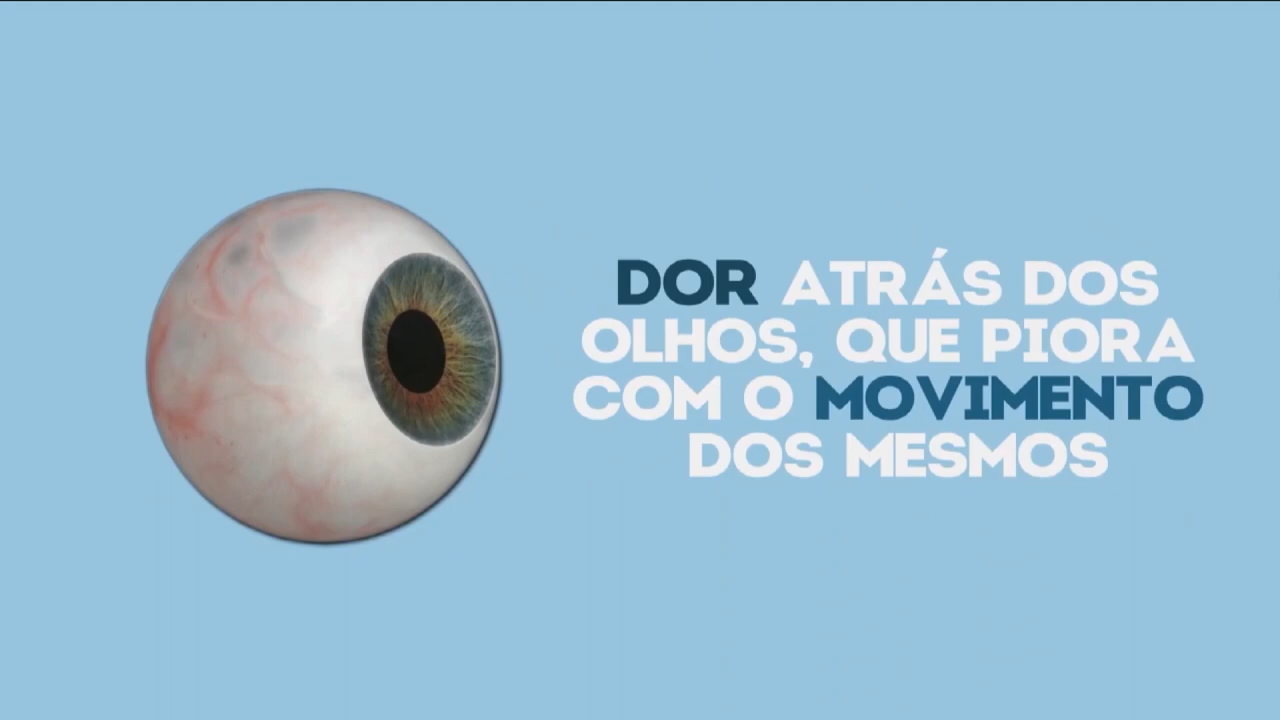 DOR ATRÁS DOS
OLHOS, QUE PIORA
COM O MOVIMENTO
DOS MESMOS